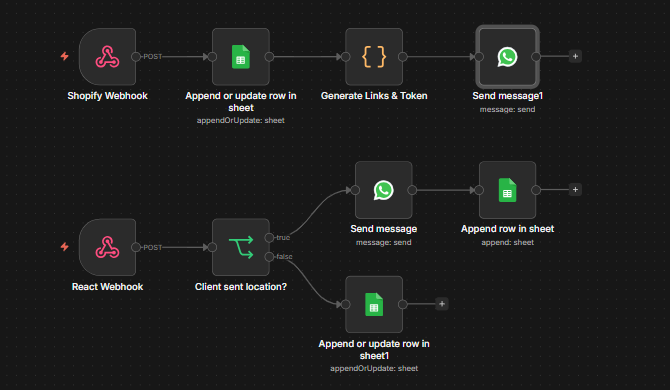 POST
Shopify Webhook
Append or update row in
sheet
appendOrUpdate: sheet
{ }
Generate Links & Token
Send message1
message: send
+
POST
React Webhook
true
false
Client sent location?
Send message
message: send
Append row in sheet
append: sheet
+
Append or update row in
sheet1
appendOrUpdate: sheet
+